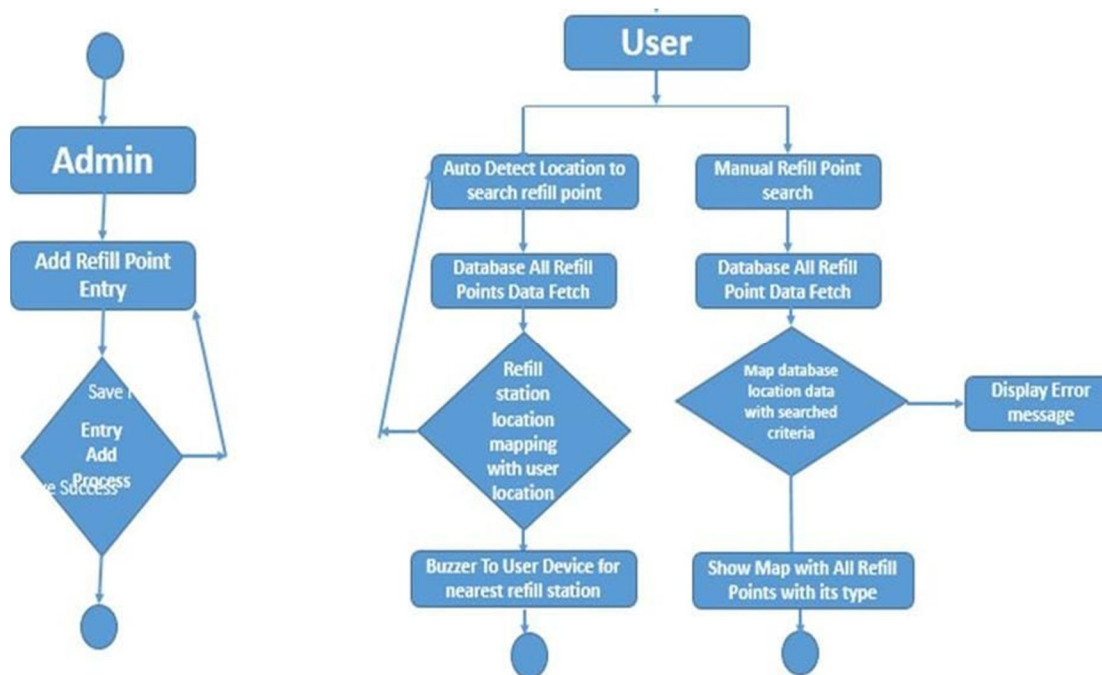 User
Admin
Auto Detect Location to
search refill point
Manual Refill Point
search
Add Refill Point
Entry
Database All Refill
Points Data Fetch
Database All Refill
Point Data Fetch
Refill
station
location
mapping
with user
location
Map database
location data
with searched
criteria
Display Error
message
Save
Entry
Add
Process
Success
Buzzer To User Device for
nearest refill station
Show Map with All Refill
Points with its type